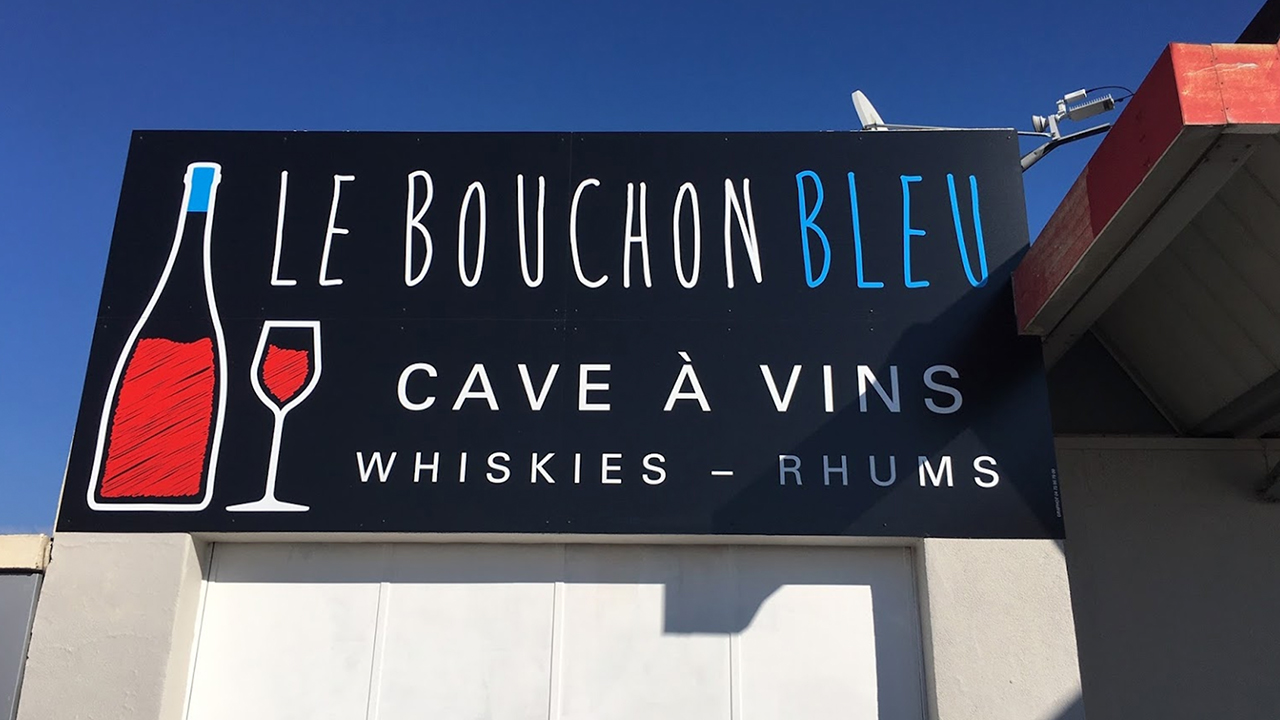 LE BOUCHON BLEU
CAVE À VINS
WHISKIES – RHUMS